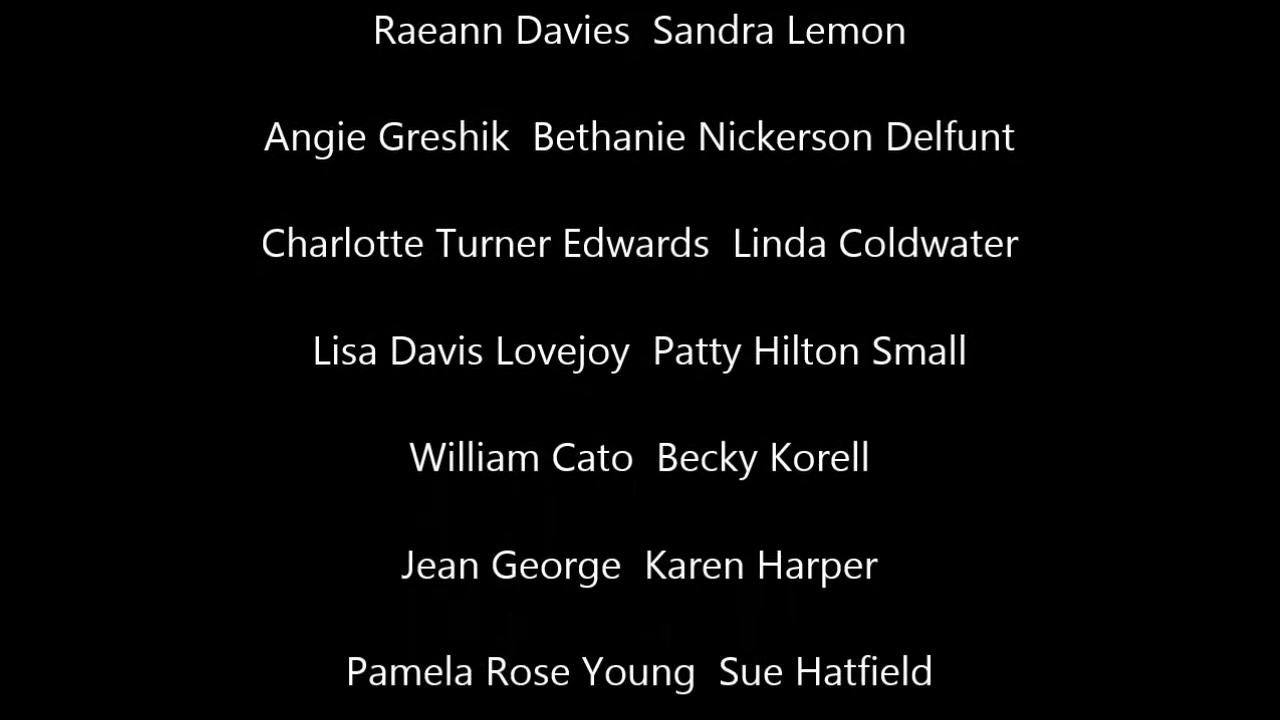 Raeann Davies  Sandra Lemon
Angie Greshik  Bethanie Nickerson Delfunt
Charlotte Turner Edwards  Linda Coldwater
Lisa Davis Lovejoy  Patty Hilton Small
William Cato  Becky Korell
Jean George  Karen Harper
Pamela Rose Young  Sue Hatfield